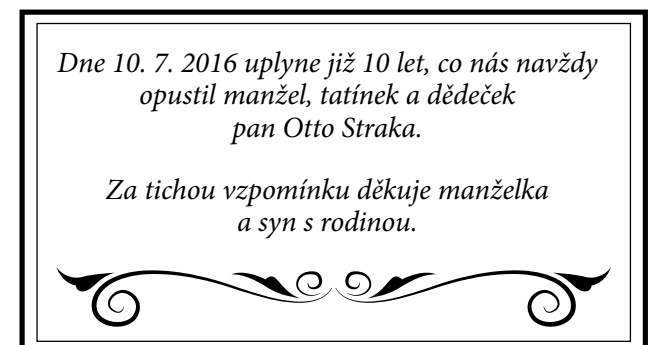 Dne 10. 7. 2016 uplyne již 10 let, co nás navždy
opustil manžel, tatínek a dědeček
pan Otto Straka.
Za tichou vzpomínku děkuje manželka
a syn s rodinou.